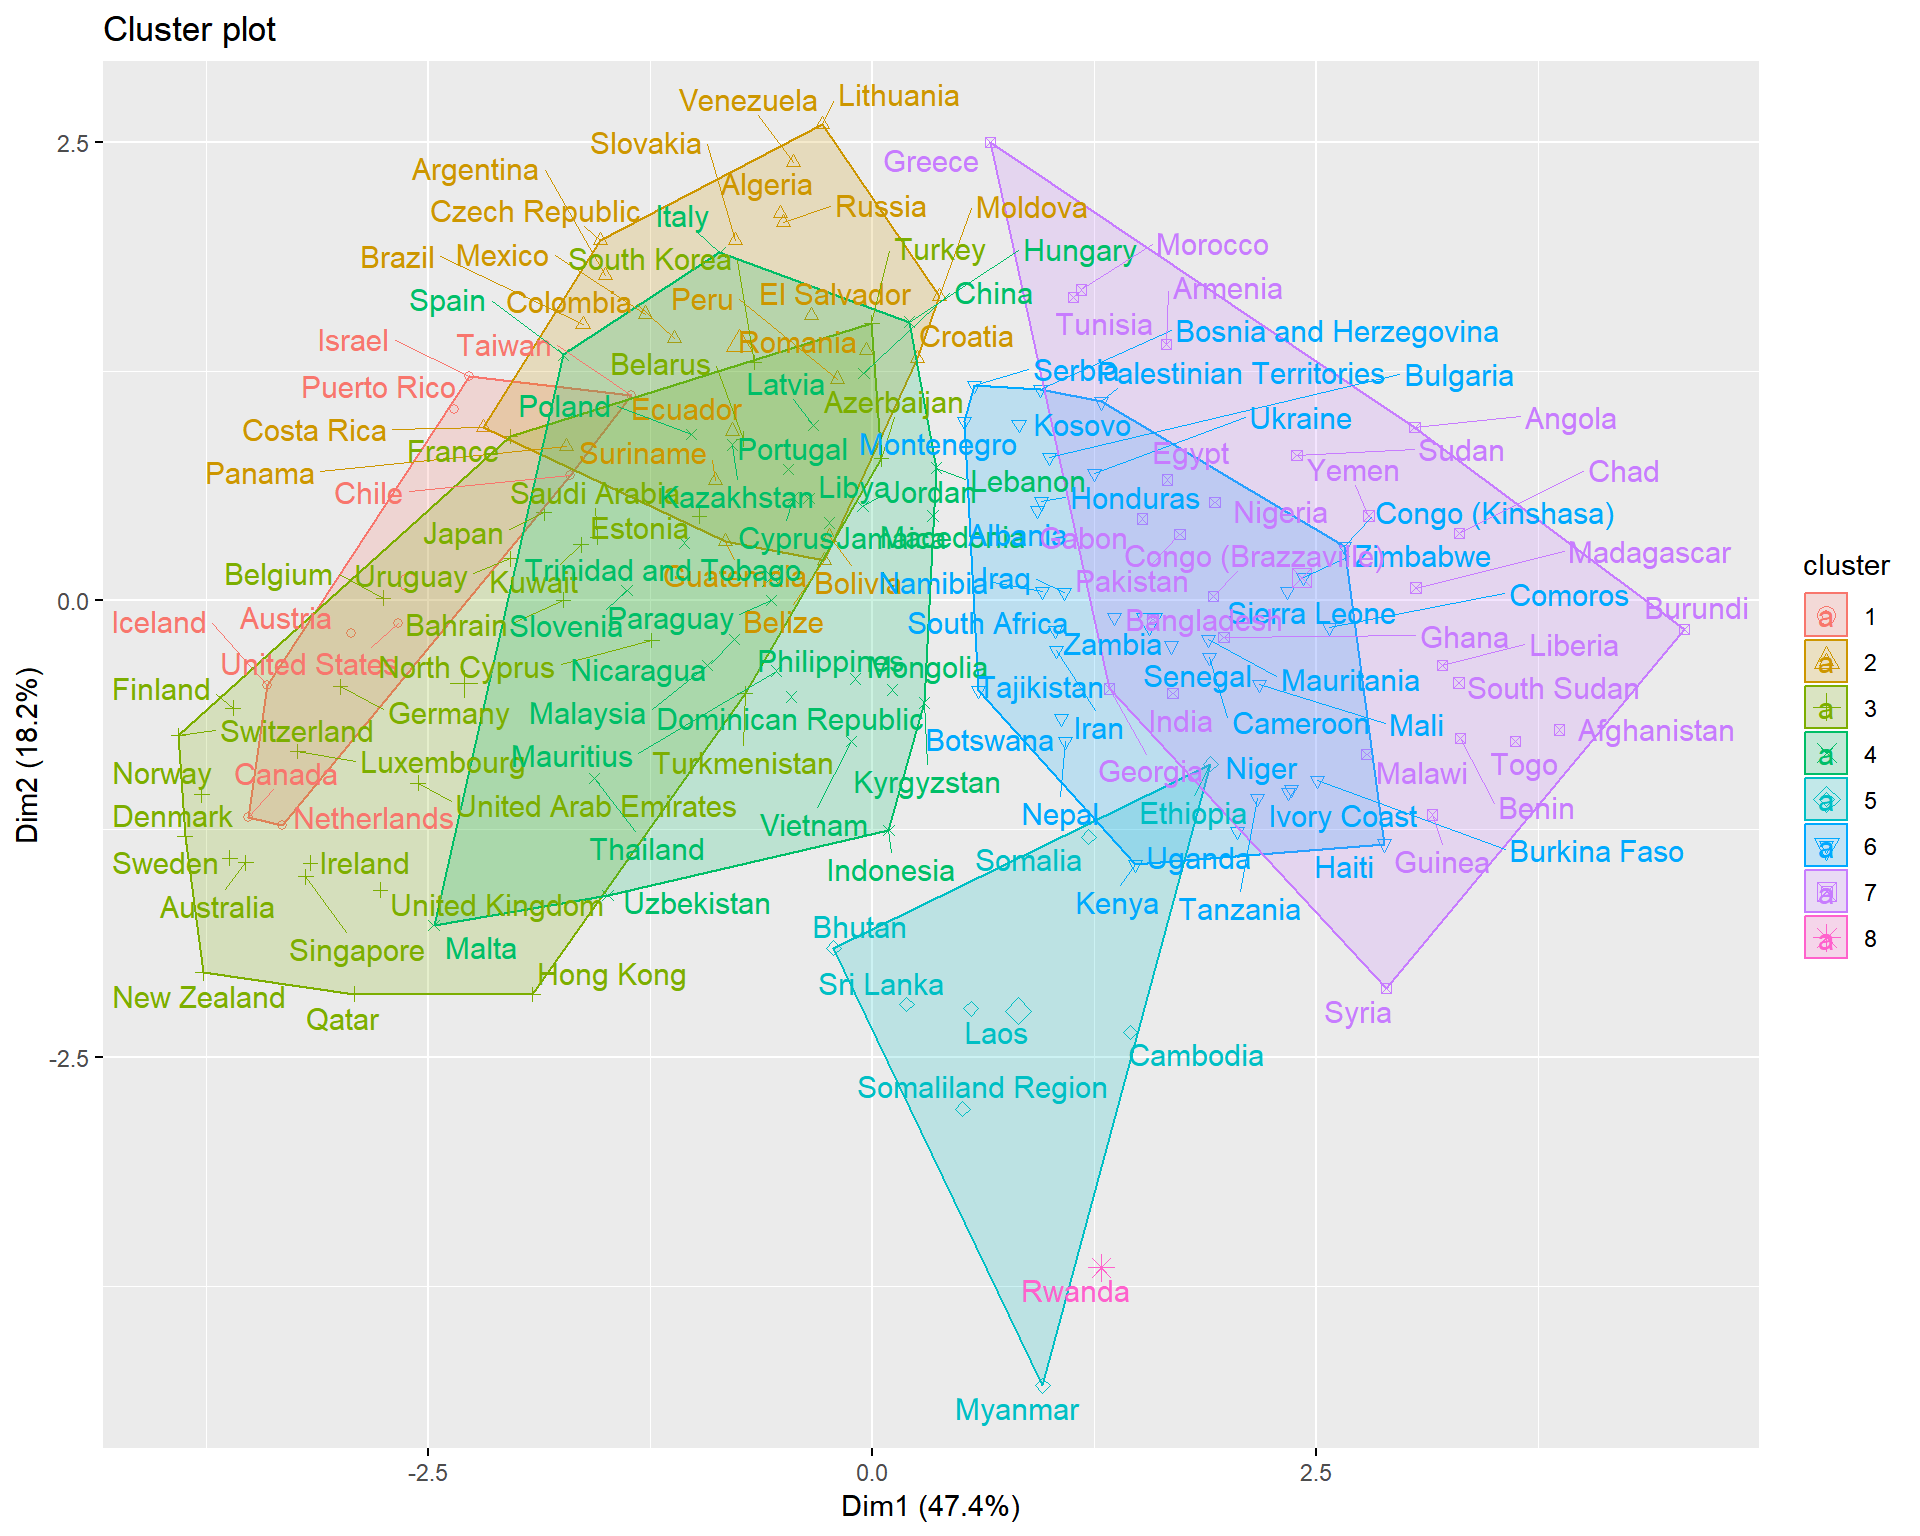 Cluster plot
Venezuela
Lithuania
Slovakia
Greece
Argentina
Algeria
Czech Republic
Italy
Russia
Moldova
Brazil
Mexico
South Korea
Turkey
Hungary
Morocco
Spain
Colombia
Peru
El Salvador
China
Armenia
Israel
Taiwan
Romania
Croatia
Tunisia
Bosnia and Herzegovina
Puerto Rico
Belarus
Latvia
Serbia
Palestinian Territories
Bulgaria
Poland
Ecuador
Azerbaijan
Costa Rica
France
Portugal
Montenegro
Kosovo
Ukraine
Angola
Panama
Suriname
Egypt
Sudan
Chile
Saudi Arabia
Kazakhstan
Libya
Jordan
Lebanon
Honduras
Yemen
Chad
Japan
Estonia
Cyprus
Jamaica
Macedonia
Albania
Gabon
Nigeria
Congo (Kinshasa)
Belgium
Uruguay
Kuwait
Trinidad and Tobago
Guatemala
Bolivia
Namibia
Iraq
Pakistan
Congo (Brazzaville)
Zimbabwe
Madagascar
Iceland
Austria
Bahrain
Slovenia
Paraguay
Belize
South Africa
Bangladesh
Sierra Leone
Comoros
Burundi
United States
North Cyprus
Nicaragua
Philippines
Mongolia
Zambia
Ghana
Liberia
Finland
Germany
Malaysia
Dominican Republic
Tajikistan
Senegal
Mauritania
South Sudan
Switzerland
Luxembourg
Mauritius
Turkmenistan
Botswana
Iran
India
Cameroon
Mali
Afghanistan
Norway
Canada
Kyrgyzstan
Georgia
Niger
Malawi
Togo
Denmark
Netherlands
United Arab Emirates
Vietnam
Nepal
Ethiopia
Ivory Coast
Benin
Sweden
Ireland
Thailand
Indonesia
Somalia
Uganda
Haiti
Guinea
Burkina Faso
Australia
United Kingdom
Uzbekistan
Kenya
Tanzania
Singapore
Malta
Bhutan
New Zealand
Qatar
Hong Kong
Sri Lanka
Syria
Laos
Cambodia
Somaliland Region
Rwanda
Myanmar
2.5
0.0
-2.5
Dim2 (18.2%)
-2.5
0.0
2.5
Dim1 (47.4%)
cluster
a 1
a 2
a 3
a 4
a 5
a 6
a 7
a 8